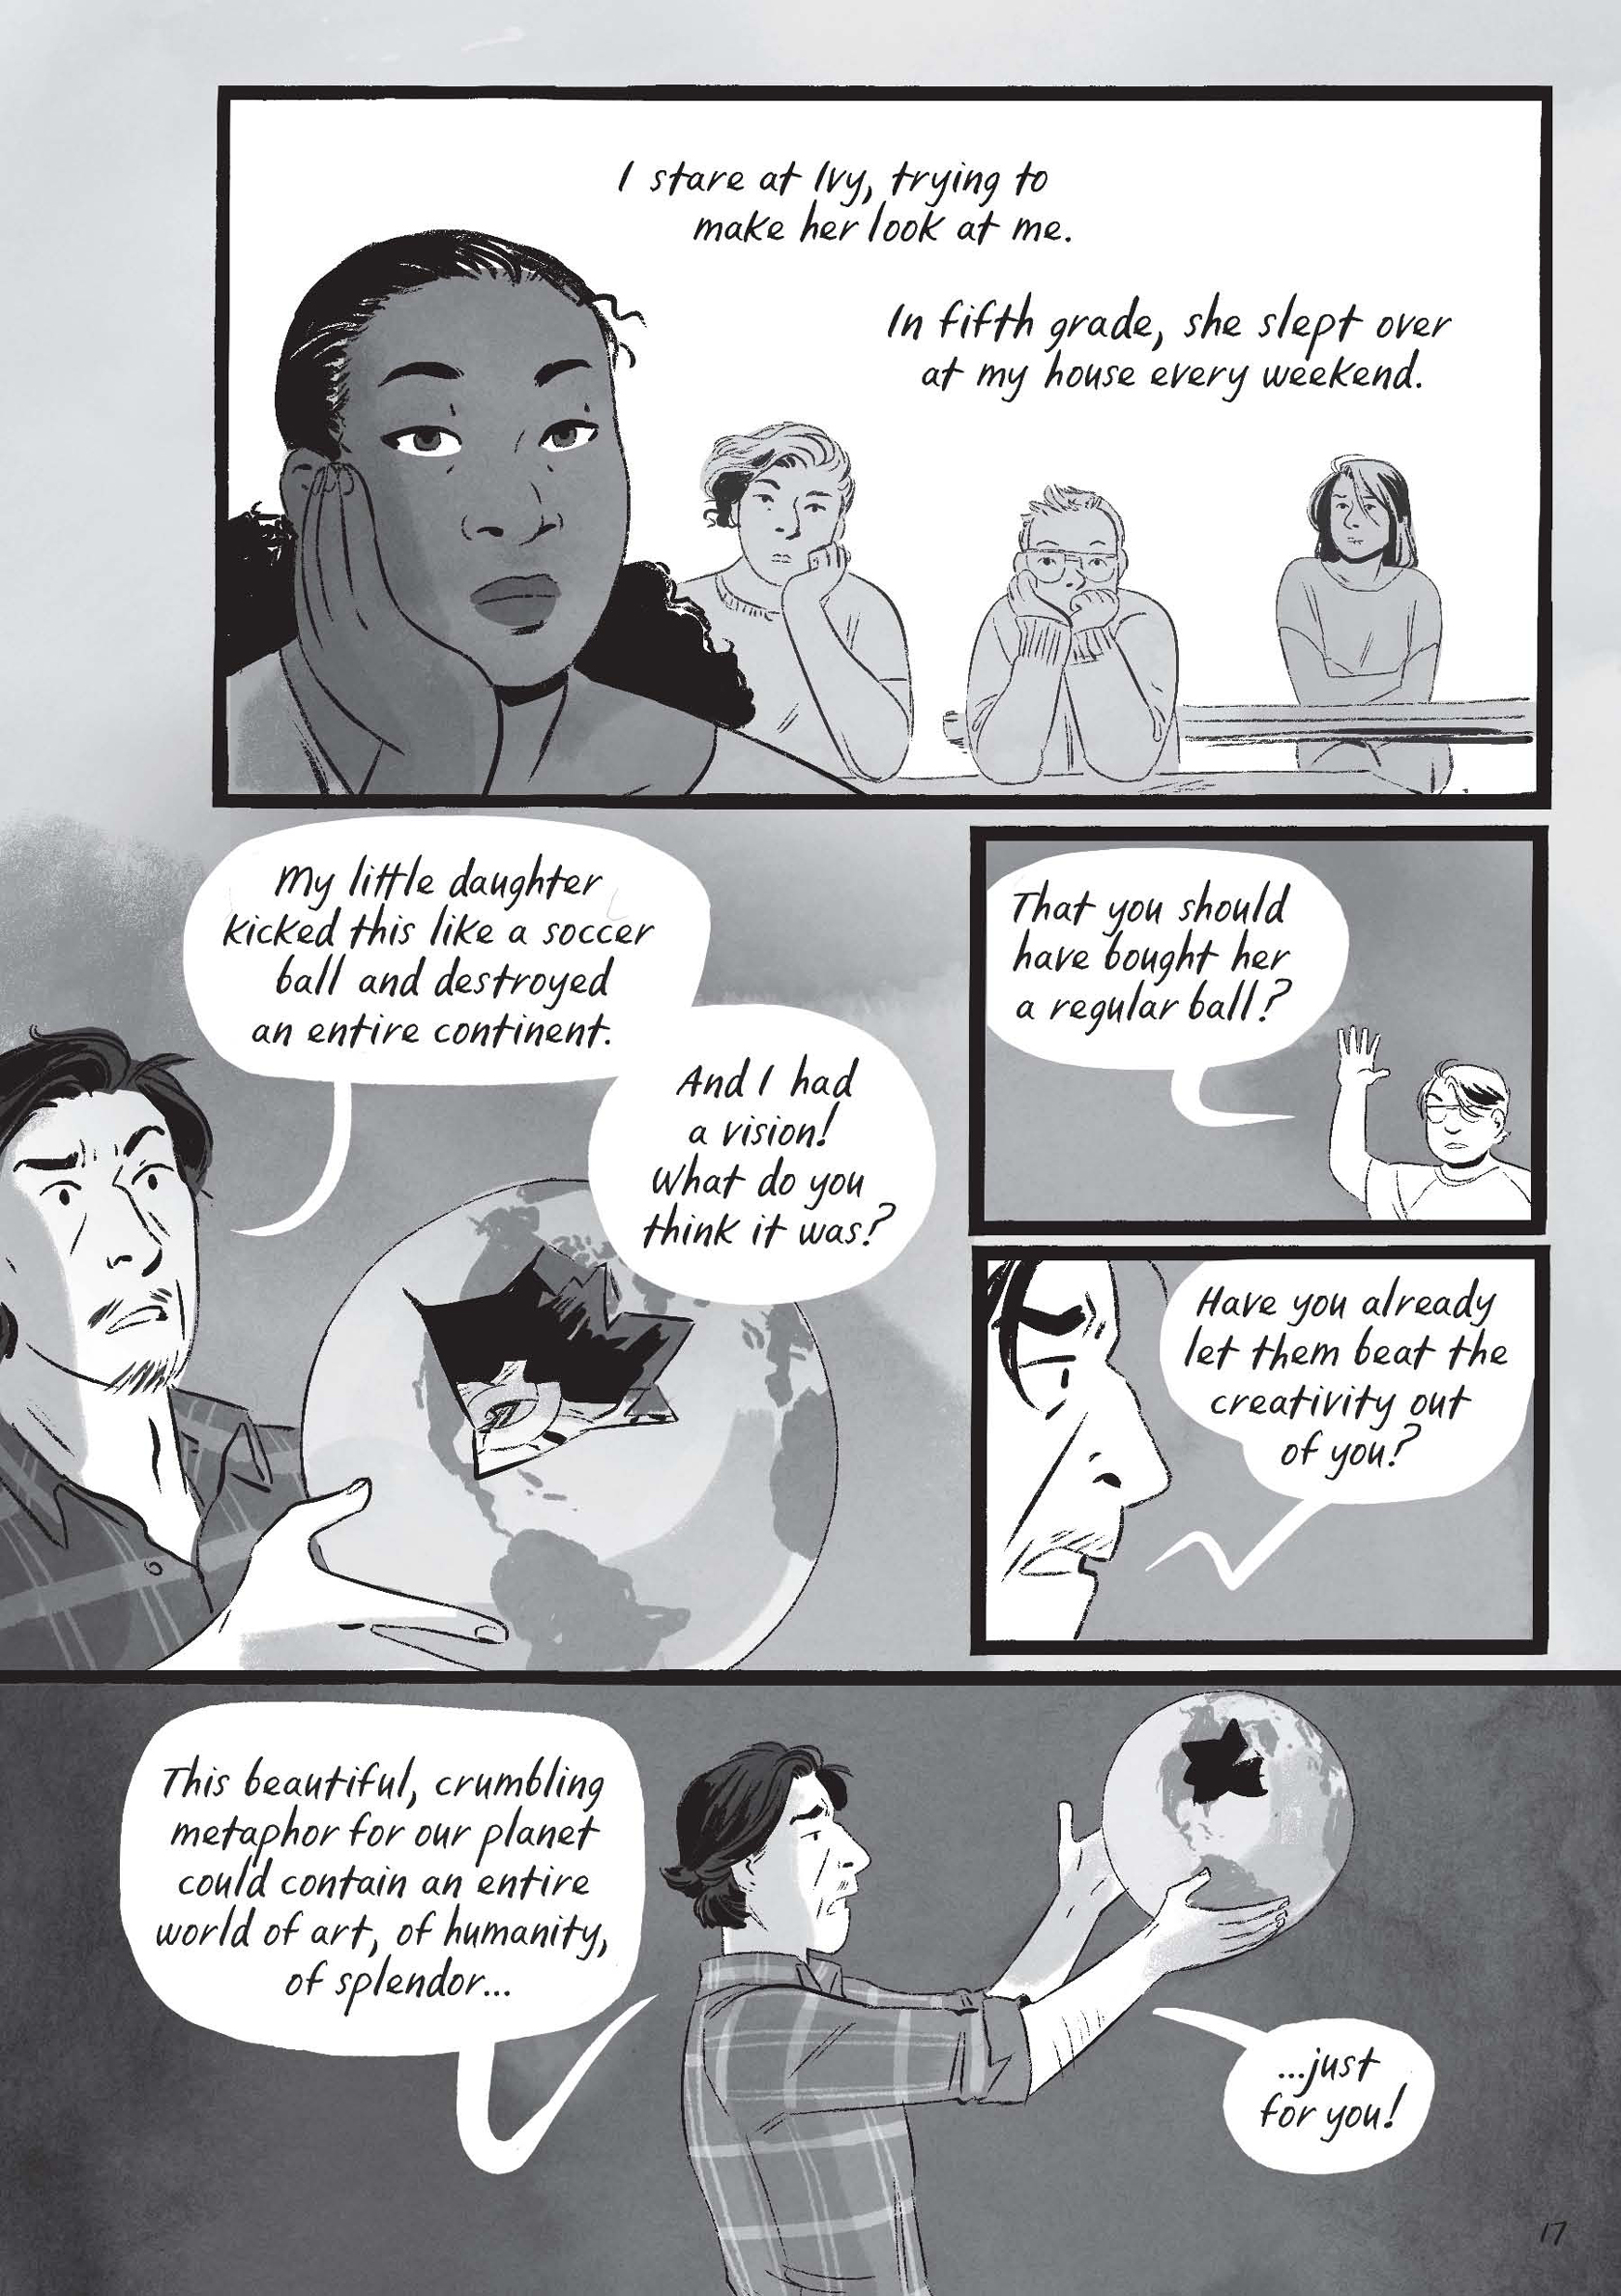 I stare at Ivy, trying to
make her look at me.
In fifth grade, she slept over
at my house every weekend.
My little daughter
kicked this like a soccer
ball and destroyed
an entire continent.
And I had
a vision!
What do you
think it was?
That you should
have bought her
a regular ball?
Have you already
let them beat the
creativity out
of you?
This beautiful, crumbling
metaphor for our planet
could contain an entire
world of art, of humanity,
of splendor...
...just
for you!
17